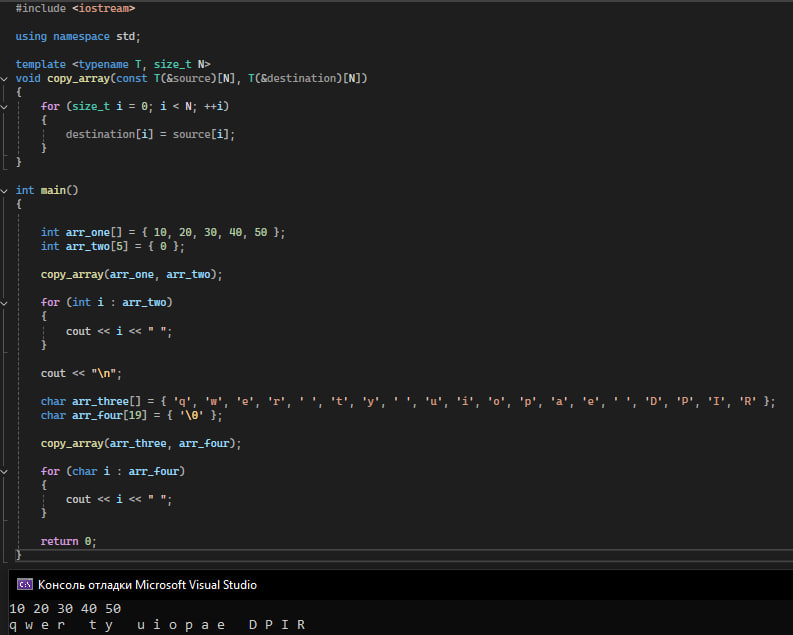 #include <iostream>
using namespace std;
template <typename T, size_t N>
void copy_array(const T(&source)[N], T(&destination)[N])
{
for (size_t i = 0; i < N; ++i)
{
destination[i] = source[i];
}
}
int main()
{
int arr_one[] = { 10, 20, 30, 40, 50 };
int arr_two[5] = { 0 };
copy_array(arr_one, arr_two);
for (int i : arr_two)
{
cout << i << " ";
}
cout << "\n";
char arr_three[] = { 'q', 'w', 'e', 'r', ' ', 't', 'y', ' ', 'u', 'i', 'o', 'p', 'a', 'e', ' ', 'D', 'P', 'I', 'R' };
char arr_four[19] = { '\0' };
copy_array(arr_three, arr_four);
for (char i : arr_four)
{
cout << i << " ";
}
return 0;
}
C:\ Консоль отладки Microsoft Visual Studio
10 20 30 40 50
q w e r   t y   u i o p a e   D P I R